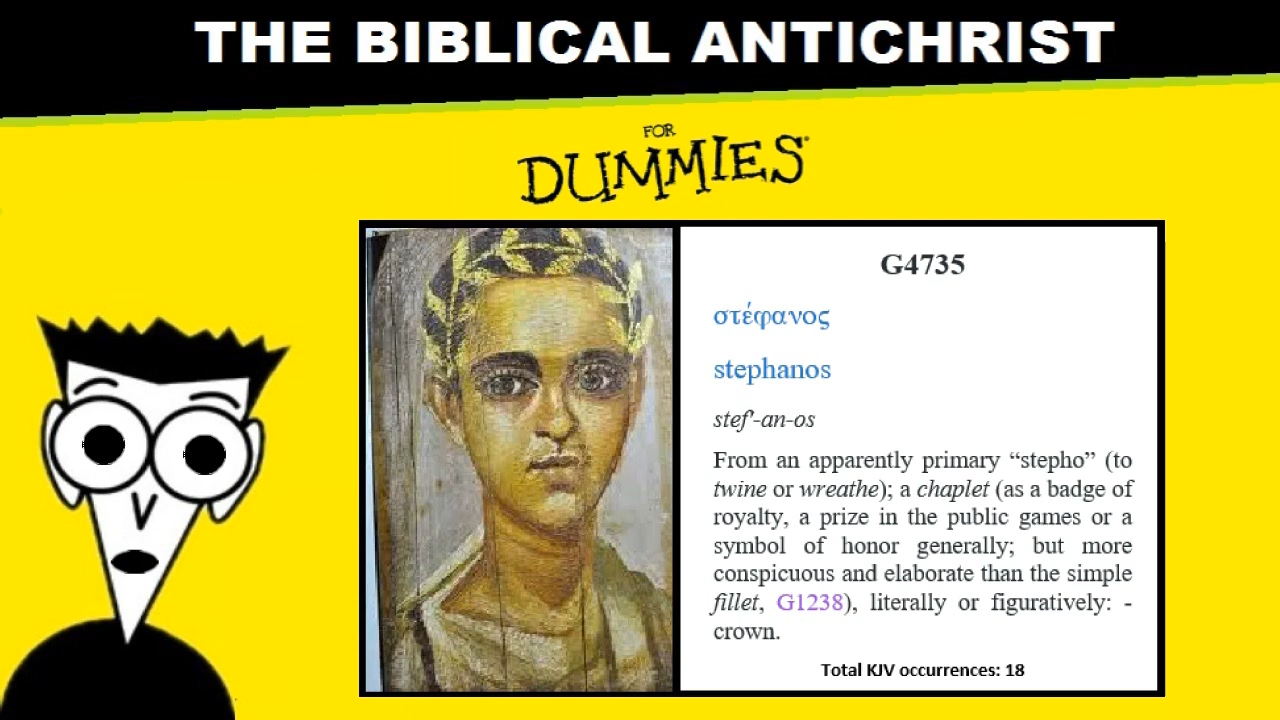 THE BIBLICAL ANTICHRIST
FOR
DUMMIES®
G4735
στέφανος
stephanos
stef'-an-os
From an apparently primary “stepho” (to
twine or wreathe); a chaplet (as a badge of
royalty, a prize in the public games or a
symbol of honor generally; but more
conspicuous and elaborate than the simple
fillet, G1238), literally or figuratively: -
crown.
Total KJV occurrences: 18